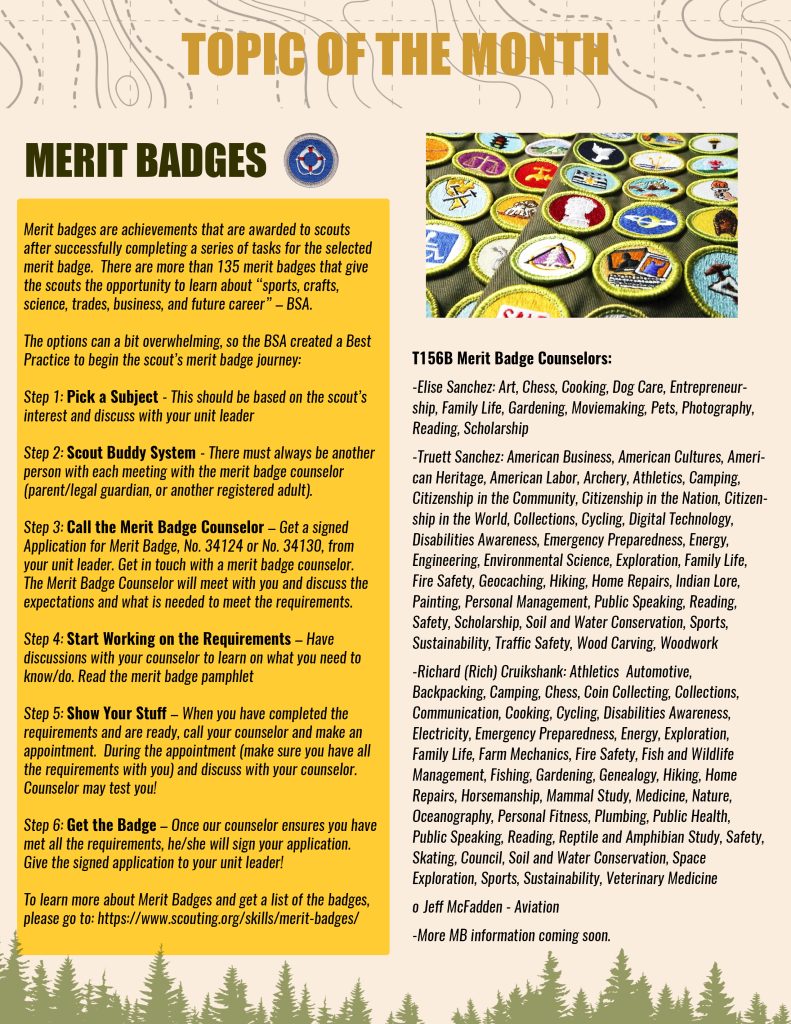 TOPIC OF THE MONTH
MERIT BADGES
Merit badges are achievements that are awarded to scouts
after successfully completing a series of tasks for the selected
merit badge.  There are more than 135 merit badges that give
the scouts the opportunity to learn about “sports, crafts,
science, trades, business, and future career” – BSA.
The options can a bit overwhelming, so the BSA created a Best
Practice to begin the scout’s merit badge journey:
Step 1: Pick a Subject - This should be based on the scout’s
interest and discuss with your unit leader
Step 2: Scout Buddy System - There must always be another
person with each meeting with the merit badge counselor
(parent/legal guardian, or another registered adult).
Step 3: Call the Merit Badge Counselor – Get a signed
Application for Merit Badge, No. 34124 or No. 34130, from
your unit leader. Get in touch with a merit badge counselor.
The Merit Badge Counselor will meet with you and discuss the
expectations and what is needed to meet the requirements.
Step 4: Start Working on the Requirements – Have
discussions with your counselor to learn on what you need to
know/do. Read the merit badge pamphlet
Step 5: Show Your Stuff – When you have completed the
requirements and are ready, call your counselor and make an
appointment.  During the appointment (make sure you have all
the requirements with you) and discuss with your counselor.
Counselor may test you!
Step 6: Get the Badge – Once our counselor ensures you have
met all the requirements, he/she will sign your application.
Give the signed application to your unit leader!
To learn more about Merit Badges and get a list of the badges,
please go to: https://www.scouting.org/skills/merit-badges/
T156B Merit Badge Counselors:
-Elise Sanchez: Art, Chess, Cooking, Dog Care, Entrepreneur-
ship, Family Life, Gardening, Moviemaking, Pets, Photography,
Reading, Scholarship
-Truett Sanchez: American Business, American Cultures, Ameri-
can Heritage, American Labor, Archery, Athletics, Camping,
Citizenship in the Community, Citizenship in the Nation, Citizen-
ship in the World, Collections, Cycling, Digital Technology,
Disabilities Awareness, Emergency Preparedness, Energy,
Engineering, Environmental Science, Exploration, Family Life,
Fire Safety, Geocaching, Hiking, Home Repairs, Indian Lore,
Painting, Personal Management, Public Speaking, Reading,
Safety, Scholarship, Soil and Water Conservation, Sports,
Sustainability, Traffic Safety, Wood Carving, Woodwork
-Richard (Rich) Cruikshank: Athletics  Automotive,
Backpacking, Camping, Chess, Coin Collecting, Collections,
Communication, Cooking, Cycling, Disabilities Awareness,
Electricity, Emergency Preparedness, Energy, Exploration,
Family Life, Farm Mechanics, Fire Safety, Fish and Wildlife
Management, Fishing, Gardening, Genealogy, Hiking, Home
Repairs, Horsemanship, Mammal Study, Medicine, Nature,
Oceanography, Personal Fitness, Plumbing, Public Health,
Public Speaking, Reading, Reptile and Amphibian Study, Safety,
Skating, Council, Soil and Water Conservation, Space
Exploration, Sports, Sustainability, Veterinary Medicine
o Jeff McFadden - Aviation
-More MB information coming soon.